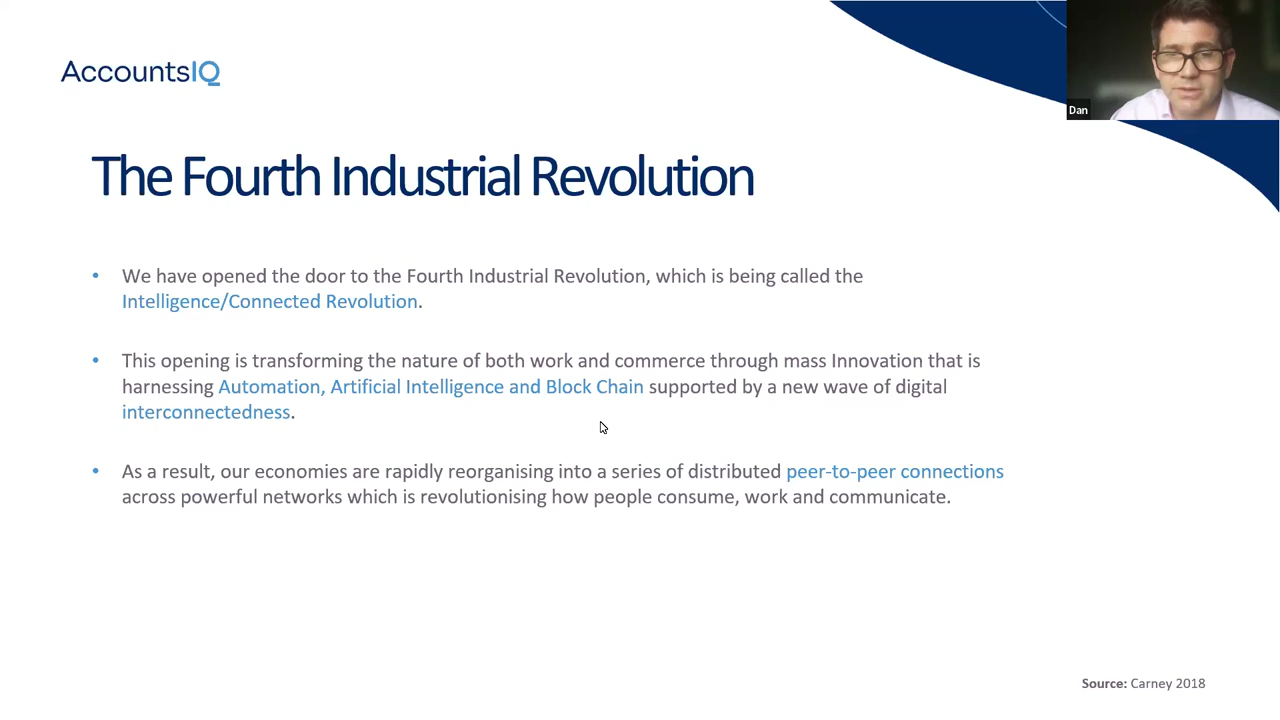 AccountsIQ
Dan
The Fourth Industrial Revolution
• We have opened the door to the Fourth Industrial Revolution, which is being called the
Intelligence/Connected Revolution.
• This opening is transforming the nature of both work and commerce through mass Innovation that is
harnessing Automation, Artificial Intelligence and Block Chain supported by a new wave of digital
interconnectedness.
• As a result, our economies are rapidly reorganising into a series of distributed peer-to-peer connections
across powerful networks which is revolutionising how people consume, work and communicate.
Source: Carney 2018